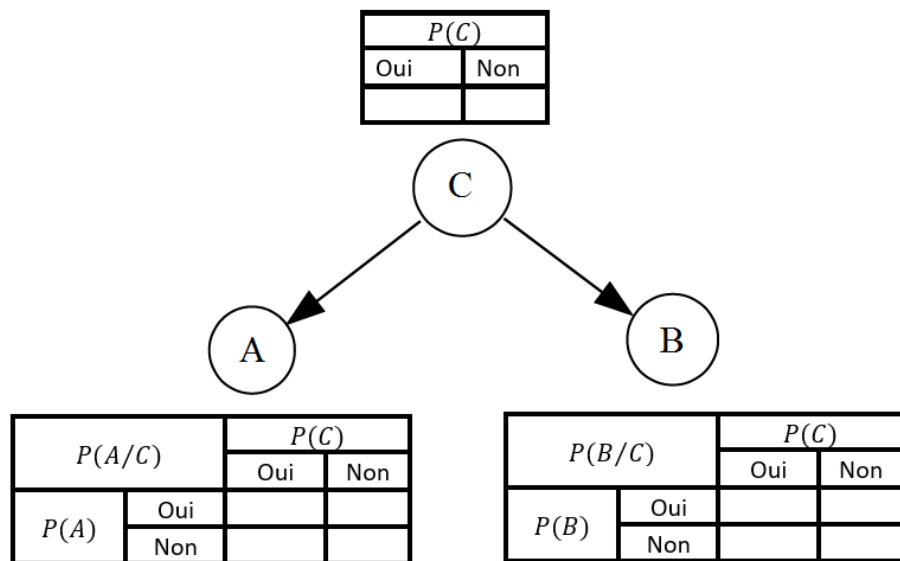 P(C)
Oui Non
C
A
B
P(A/C) P(C)
Oui Non
P(A) Oui
Non
P(B/C) P(C)
Oui Non
P(B) Oui
Non